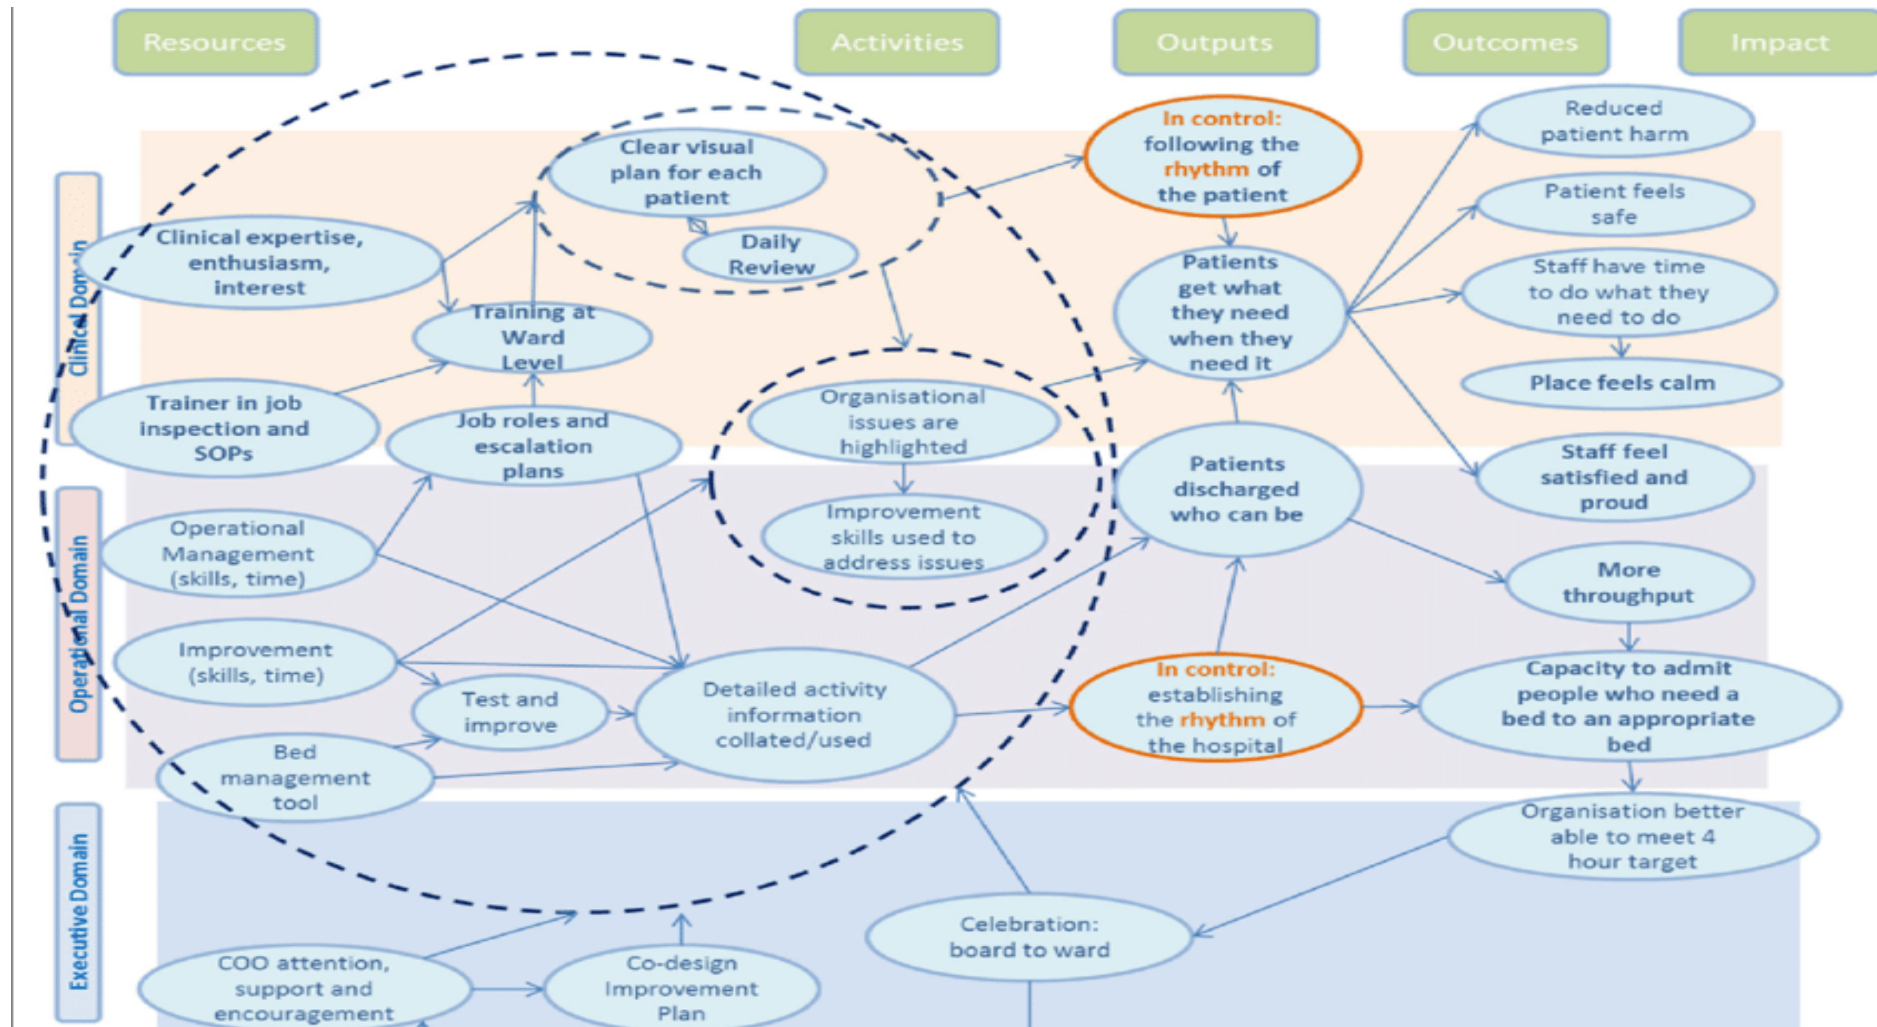 Resources
Activities
Outputs
Outcomes
Impact
Clinical Domain
Operational Domain
Executive Domain
Clear visual
plan for each
patient
Daily
Review
Clinical expertise,
enthusiasm,
interest
Training at
Ward
Level
Trainer in job
inspection and
SOPs
Job roles and
escalation
plans
Organisational
issues are
highlighted
Improvement
skills used to
address issues
Operational
Management
(skills, time)
Improvement
(skills, time)
Test and
improve
Bed
management
tool
Detailed activity
information
collated/used
In control:
following the
rhythm of
the patient
Patients
get what
they need
when they
need it
Patients
discharged
who can be
In control:
establishing
the rhythm of
the hospital
Reduced
patient harm
Patient feels
safe
Staff have time
to do what they
need to do
Place feels calm
Staff feel
satisfied and
proud
More
throughput
Capacity to admit
people who need a
bed to an appropriate
bed
Organisation better
able to meet 4
hour target
Celebration:
board to ward
COO attention,
support and
encouragement
Co-design
Improvement
Plan